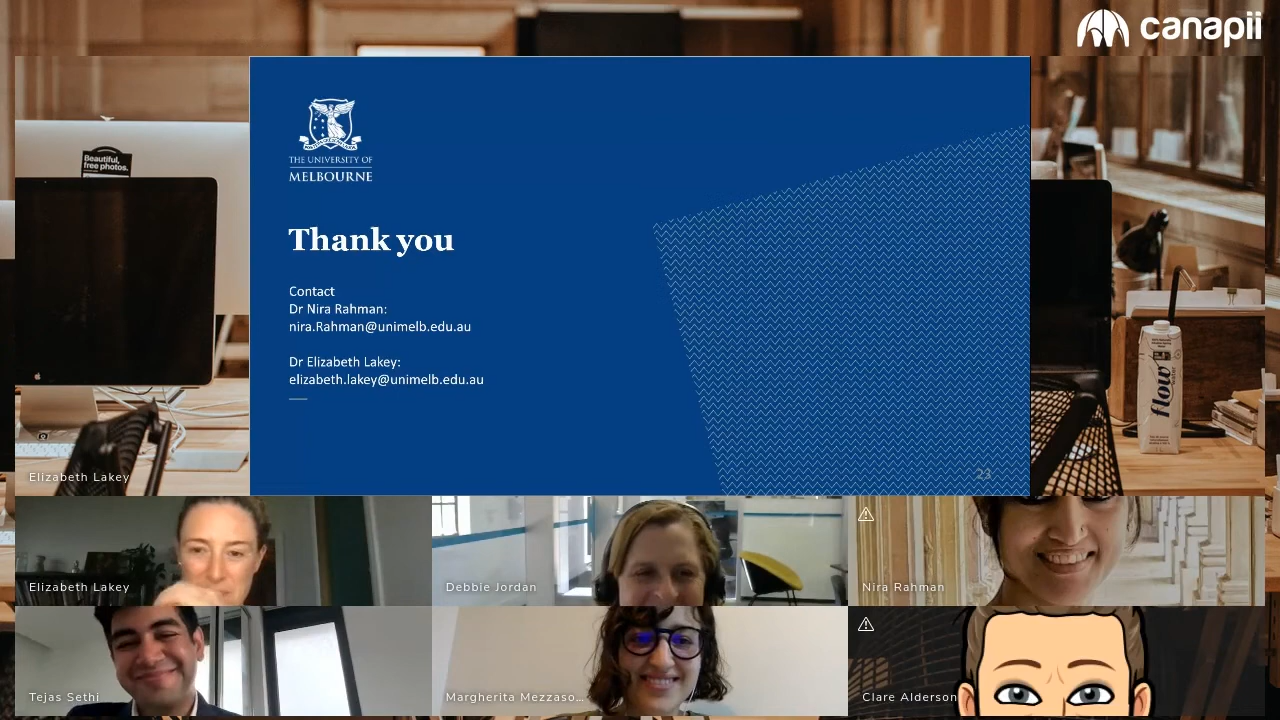 canapii
Beautiful,
free photos.
THE UNIVERSITY OF
MELBOURNE
Thank you
Contact
Dr Nira Rahman:
nira.Rahman@unimelb.edu.au
Dr Elizabeth Lakey:
elizabeth.lakey@unimelb.edu.au
23
flow
Elizabeth Lakey
Elizabeth Lakey
Debbie Jordan
Nira Rahman
Tejas Sethi
Margherita Mezzaso...
Clare Alderson